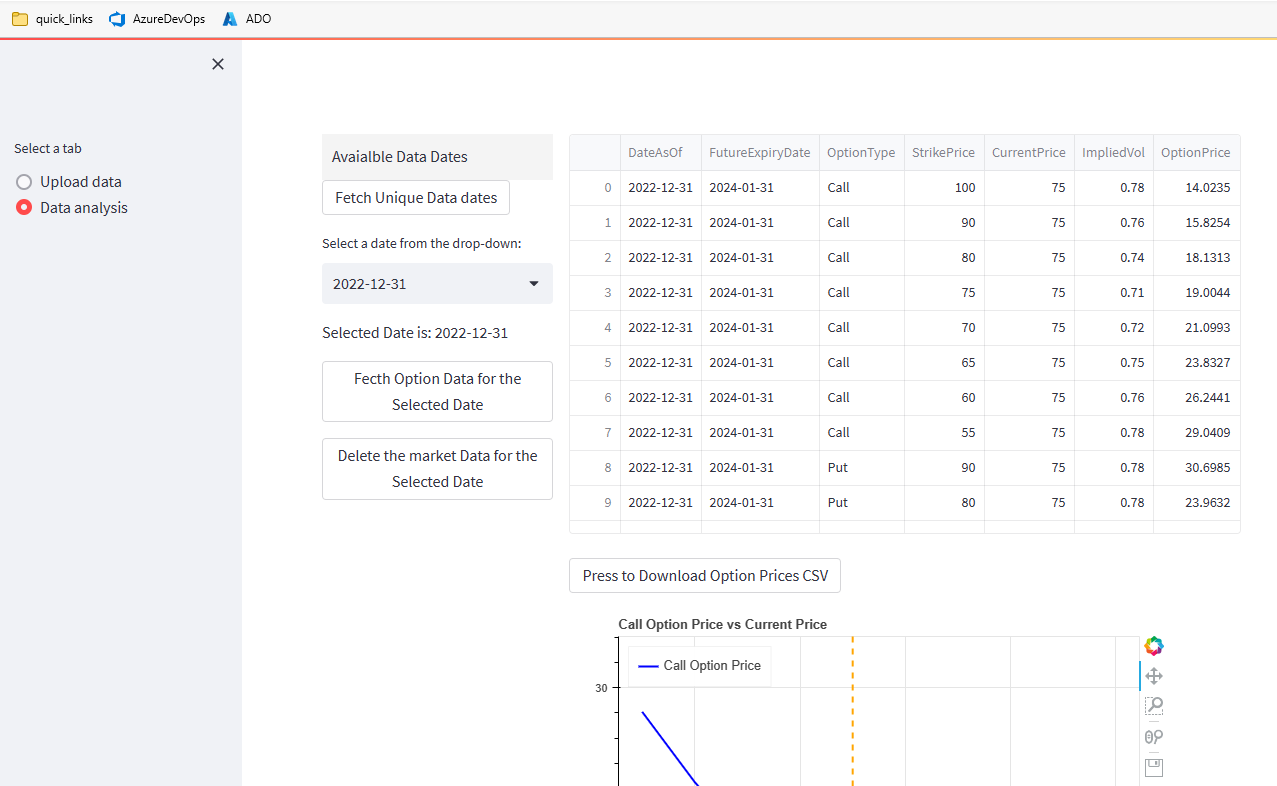 quick_links AzureDevOps ADO
Select a tab
Upload data
Data analysis
Avaialble Data Dates
Fetch Unique Data dates
Select a date from the drop-down:
2022-12-31
Selected Date is: 2022-12-31
Fecth Option Data for the
Selected Date
Delete the market Data for the
Selected Date
DateAsOf FutureExpiryDate OptionType StrikePrice CurrentPrice ImpliedVol OptionPrice
0 2022-12-31 2024-01-31 Call 100 75 0.78 14.0235
1 2022-12-31 2024-01-31 Call 90 75 0.76 15.8254
2 2022-12-31 2024-01-31 Call 80 75 0.74 18.1313
3 2022-12-31 2024-01-31 Call 75 75 0.71 19.0044
4 2022-12-31 2024-01-31 Call 70 75 0.72 21.0993
5 2022-12-31 2024-01-31 Call 65 75 0.75 23.8327
6 2022-12-31 2024-01-31 Call 60 75 0.76 26.2441
7 2022-12-31 2024-01-31 Call 55 75 0.78 29.0409
8 2022-12-31 2024-01-31 Put 90 75 0.78 30.6985
9 2022-12-31 2024-01-31 Put 80 75 0.78 23.9632
Press to Download Option Prices CSV
Call Option Price vs Current Price
Call Option Price
30